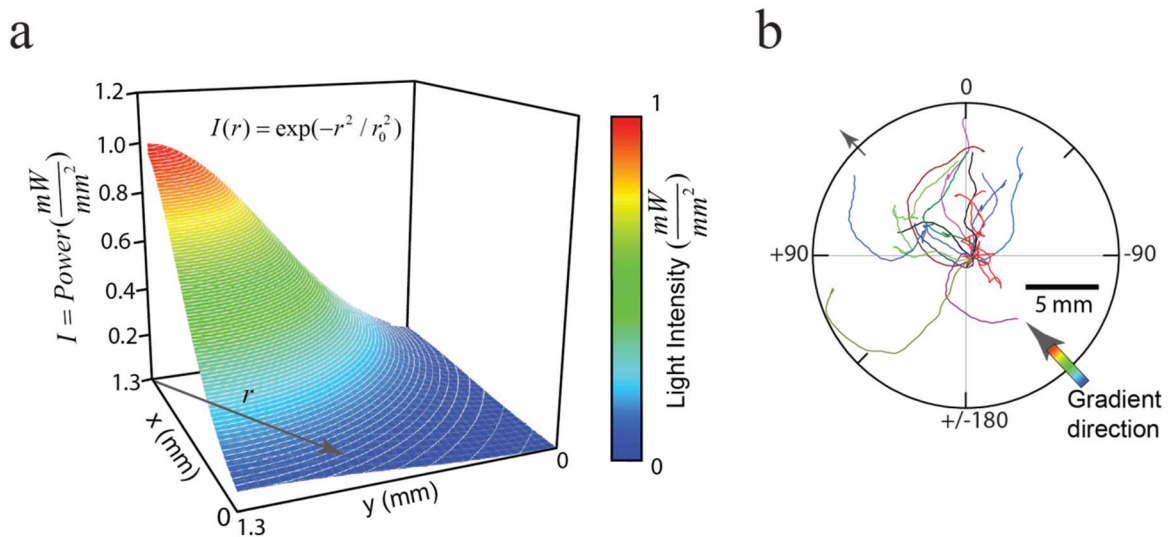 a
b
1.2
1.0
0.8
0.6
0.4
0.2
1.3
I = Power(mW/mm²)
I(r) = exp(−r² / r₀²)
r
x (mm)
0
1.3
y (mm)
0
1
0
Light Intensity (mW/mm²)
0
+90
-90
5 mm
+/-180
Gradient
direction